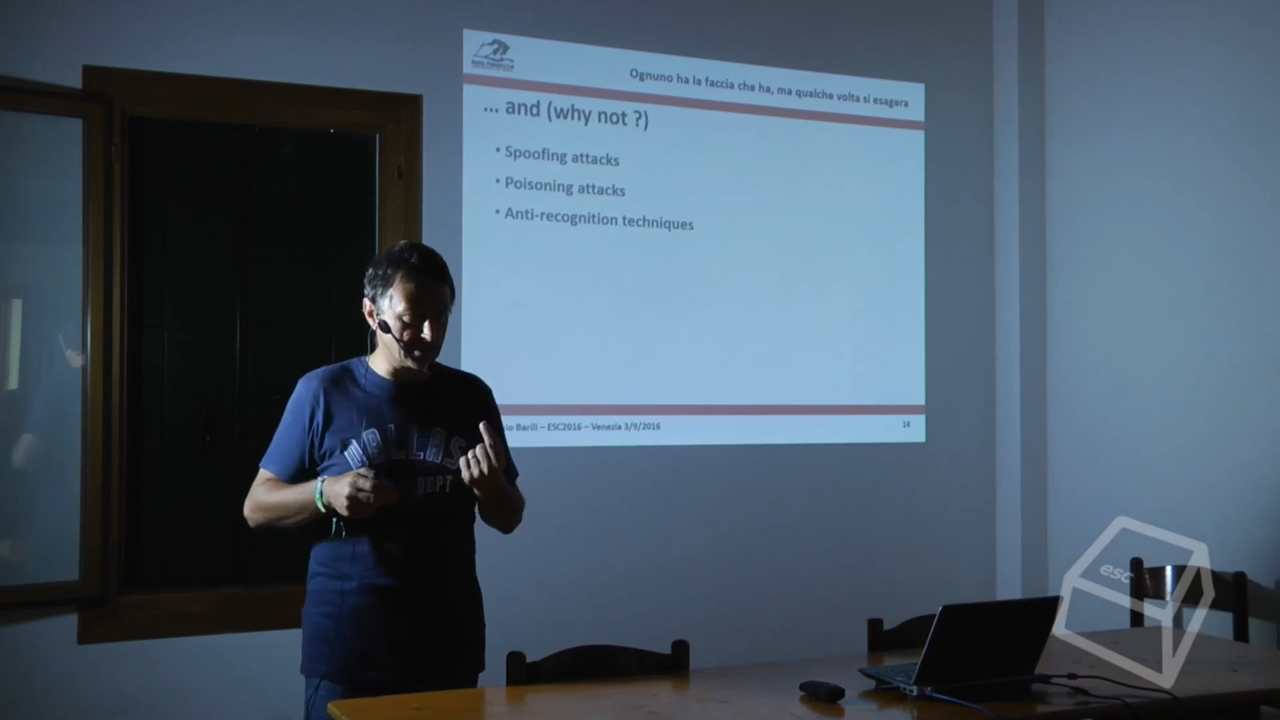 Ognuno ha la faccia che ha, ma qualche volta si esagera
... and (why not ?)
• Spoofing attacks
• Poisoning attacks
• Anti-recognition techniques
Barili – ESC2016 – Venezia 3/9/2016
14
DALLAS
DEPT
esc